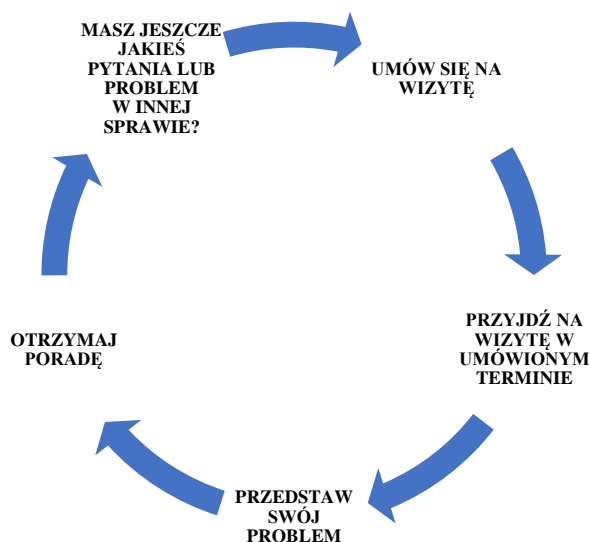 MASZ JESZCZE
JAKIEŚ
PYTANIA LUB
PROBLEM
W INNEJ
SPRAWIE?
UMÓW SIĘ NA
WIZYTĘ
PRZYJDŹ NA
WIZYTĘ W
UMÓWIONYM
TERMINIE
PRZEDSTAW
SWÓJ
PROBLEM
OTRZYMAJ
PORADĘ